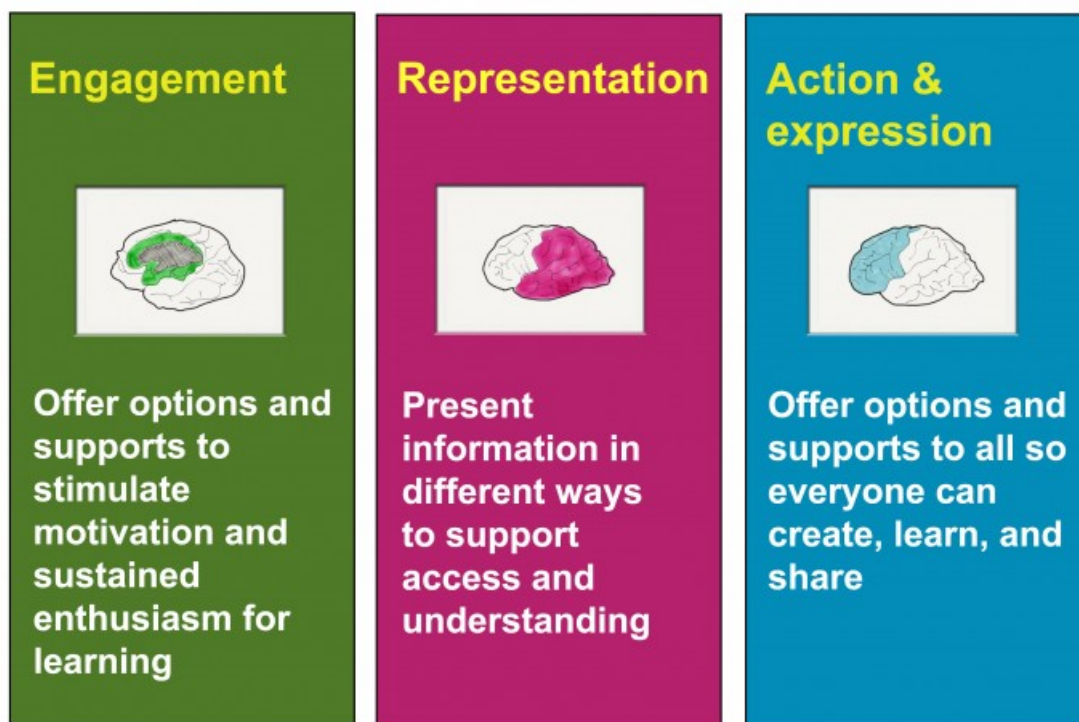 Engagement
Offer options and
supports to
stimulate
motivation and
sustained
enthusiasm for
learning
Representation
Present
information in
different ways
to support
access and
understanding
Action &
expression
Offer options and
supports to all so
everyone can
create, learn, and
share